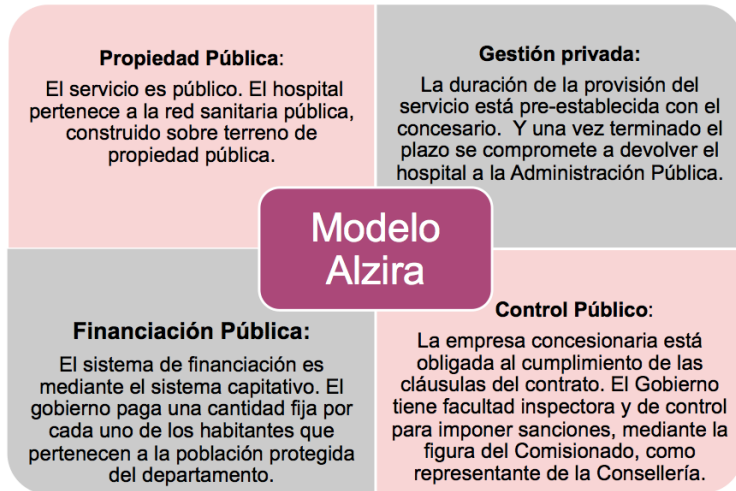 Propiedad Pública:
El servicio es público. El hospital
pertenece a la red sanitaria pública,
construido sobre terreno de
propiedad pública.
Gestión privada:
La duración de la provisión del
servicio está pre-establecida con el
concesario. Y una vez terminado el
plazo se compromete a devolver el
hospital a la Administración Pública.
Modelo
Alzira
Financiación Pública:
El sistema de financiación es
mediante el sistema capitativo. El
gobierno paga una cantidad fija por
cada uno de los habitantes que
pertenecen a la población protegida
del departamento.
Control Público:
La empresa concesionaria está
obligada al cumplimiento de las
cláusulas del contrato. El Gobierno
tiene facultad inspectora y de control
para imponer sanciones, mediante la
figura del Comisionado, como
representante de la Consellería.